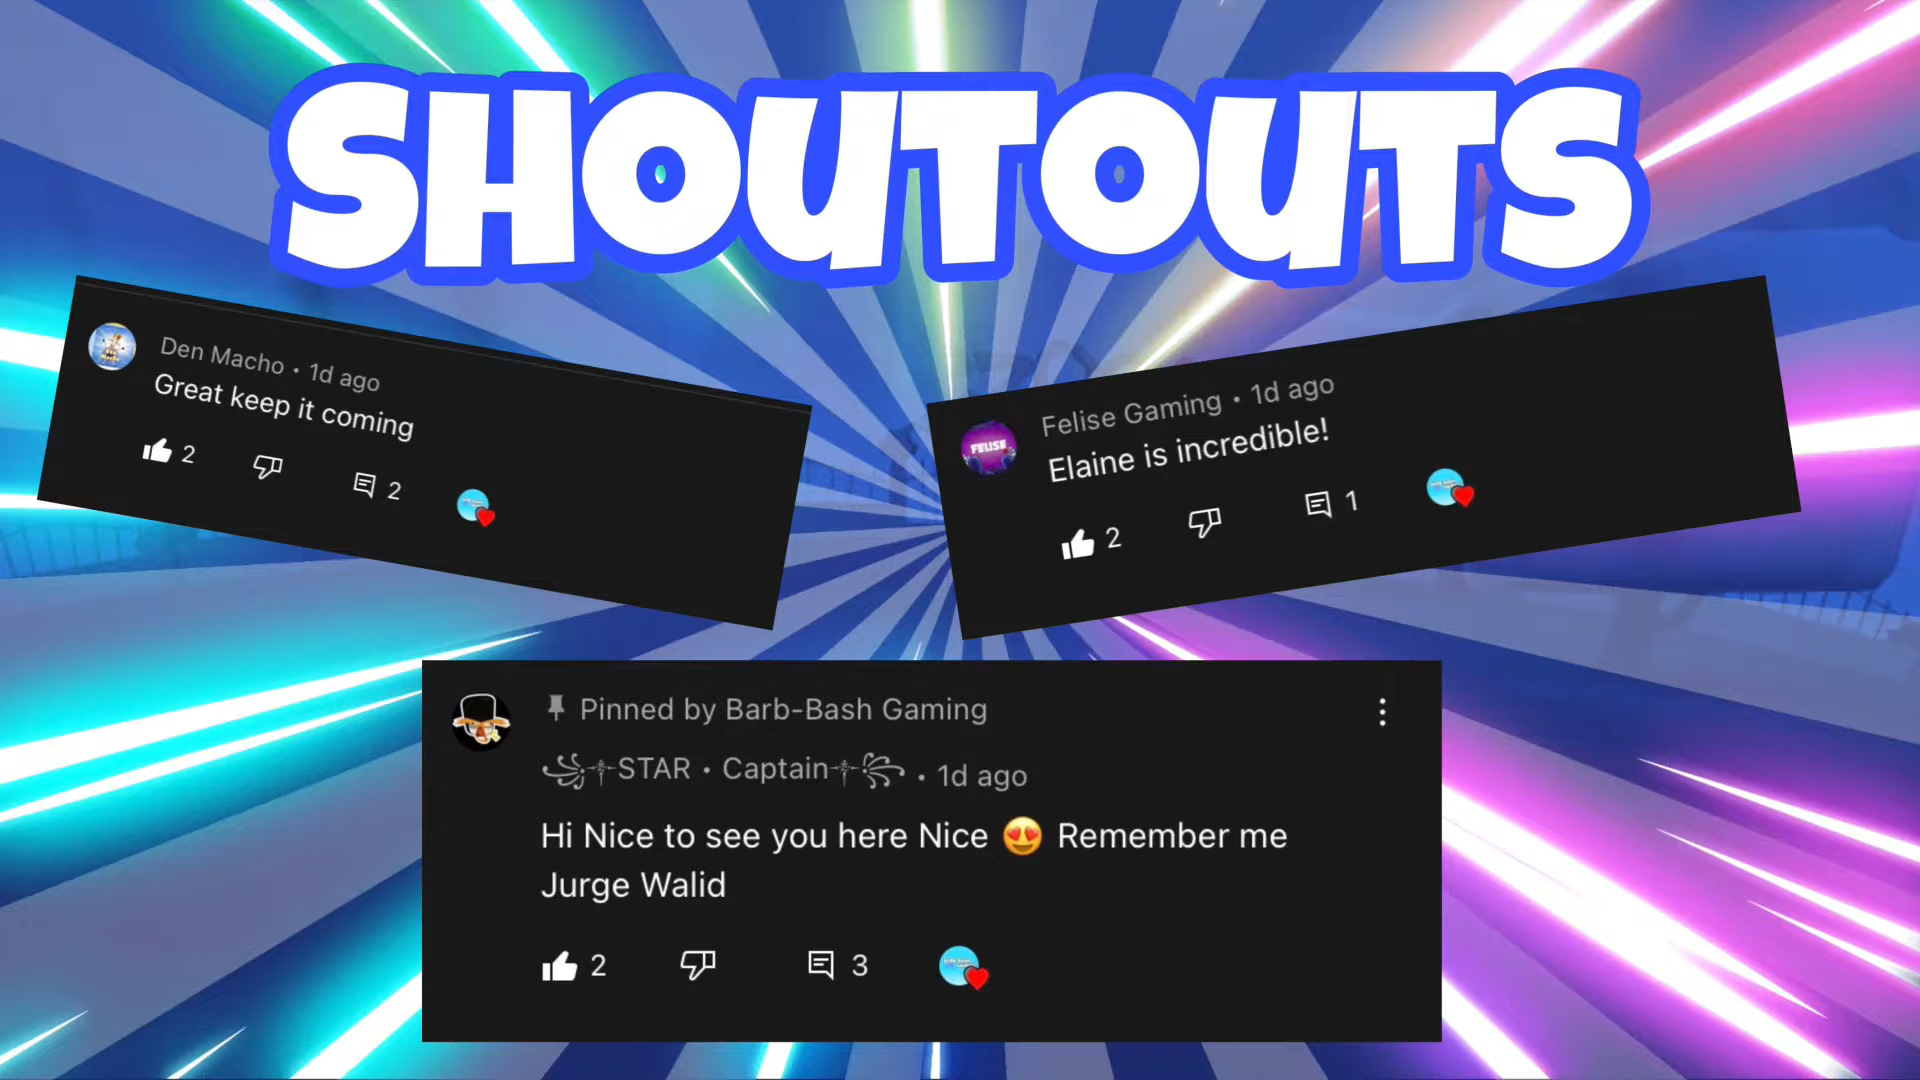 SHOUTOUTS
Den Macho • 1d ago
Great keep it coming
2
2
FELISE
Felise Gaming • 1d ago
Elaine is incredible!
2
1
Pinned by Barb-Bash Gaming
꧁༒STAR • Captain༒꧂ • 1d ago
Hi Nice to see you here Nice 😍 Remember me
Jurge Walid
2
3